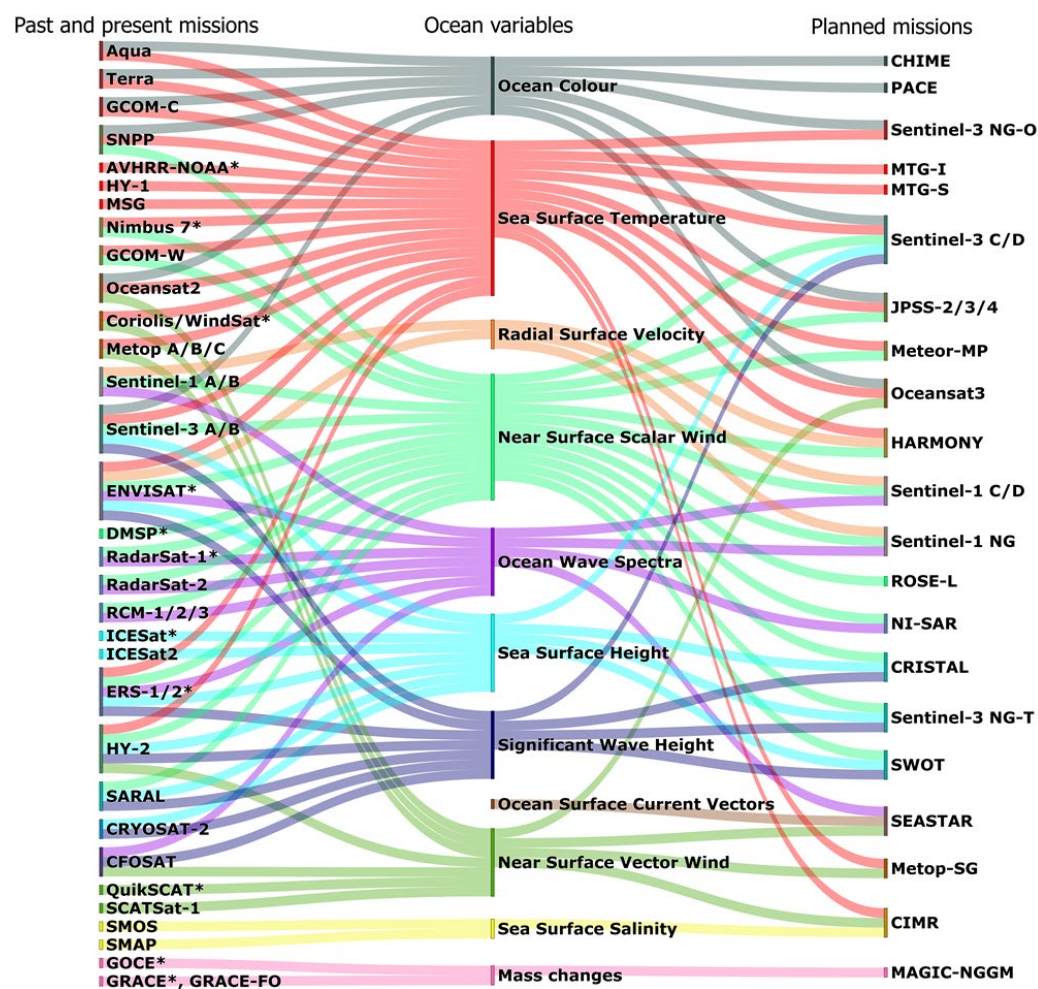 Past and present missions
Ocean variables
Planned missions
Aqua
Terra
GCOM-C
SNPP
AVHRR-NOAA*
HY-1
MSG
Nimbus 7*
GCOM-W
Oceansat2
Coriolis/WindSat*
Metop A/B/C
Sentinel-1 A/B
Sentinel-3 A/B
ENVISAT*
DMSP*
RadarSat-1*
RadarSat-2
RCM-1/2/3
ICESat*
ICESat2
ERS-1/2*
HY-2
SARAL
CRYOSAT-2
CFOSAT
QuikSCAT*
SCATSat-1
SMOS
SMAP
GOCE*
GRACE*, GRACE-FO
Ocean Colour
Sea Surface Temperature
Radial Surface Velocity
Near Surface Scalar Wind
Ocean Wave Spectra
Sea Surface Height
Significant Wave Height
Ocean Surface Current Vectors
Near Surface Vector Wind
Sea Surface Salinity
Mass changes
CHIME
PACE
Sentinel-3 NG-O
MTG-I
MTG-S
Sentinel-3 C/D
JPSS-2/3/4
Meteor-MP
Oceansat3
HARMONY
Sentinel-1 C/D
Sentinel-1 NG
ROSE-L
NI-SAR
CRISTAL
Sentinel-3 NG-T
SWOT
SEASTAR
Metop-SG
CIMR
MAGIC-NGGM